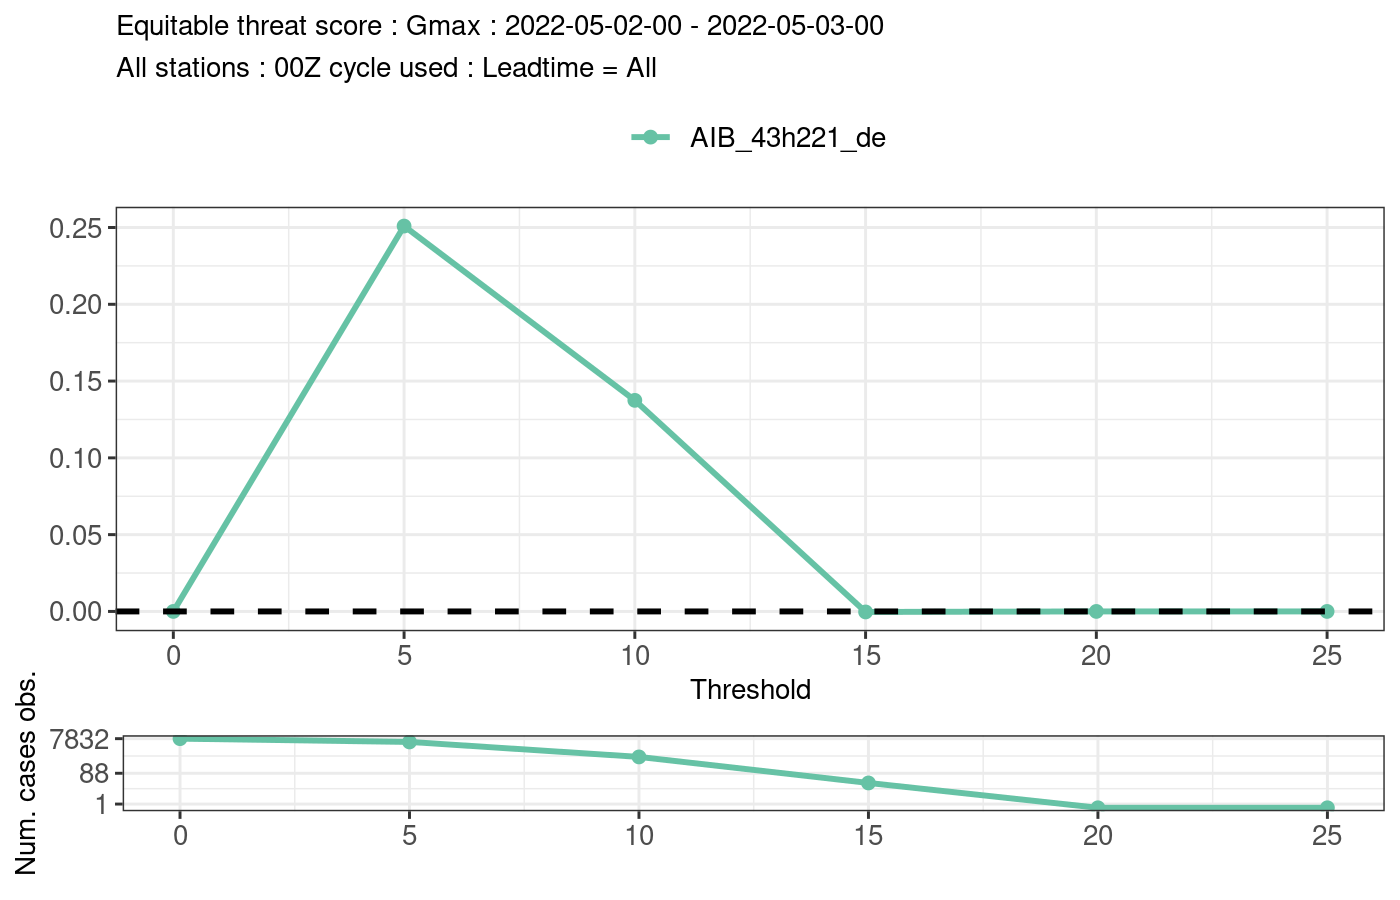 Equitable threat score : Gmax : 2022-05-02-00 - 2022-05-03-00
All stations : 00Z cycle used : Leadtime = All
AIB_43h221_de
0.25
0.20
0.15
0.10
0.05
0.00
0 5 10 15 20 25
Threshold
Num. cases obs.
7832
88
1
0 5 10 15 20 25